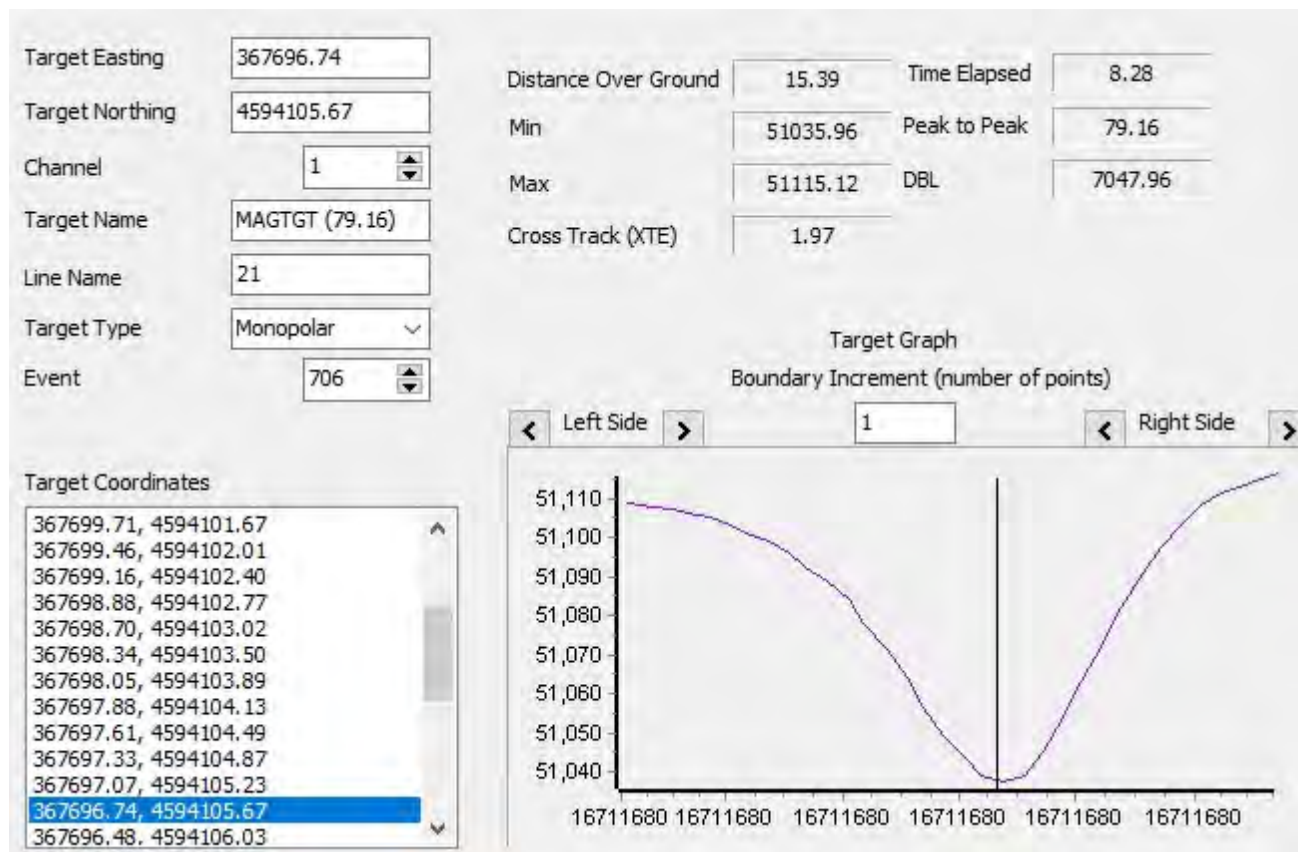 Target Easting 367696.74
Target Northing 4594105.67
Channel 1
Target Name MAGTGT (79.16)
Line Name 21
Target Type Monopolar
Event 706
Distance Over Ground 15.39 Time Elapsed 8.28
Min 51035.96 Peak to Peak 79.16
Max 51115.12 DBL 7047.96
Cross Track (XTE) 1.97
Target Coordinates
367699.71, 4594101.67
367699.46, 4594102.01
367699.16, 4594102.40
367698.88, 4594102.77
367698.70, 4594103.02
367698.34, 4594103.50
367698.05, 4594103.89
367697.88, 4594104.13
367697.61, 4594104.49
367697.33, 4594104.87
367697.07, 4594105.23
367696.74, 4594105.67
367696.48, 4594106.03
Target Graph
Boundary Increment (number of points)
< Left Side > 1 < Right Side >
51,110
51,100
51,090
51,080
51,070
51,060
51,050
51,040
16711680 16711680 16711680 16711680 16711680 16711680